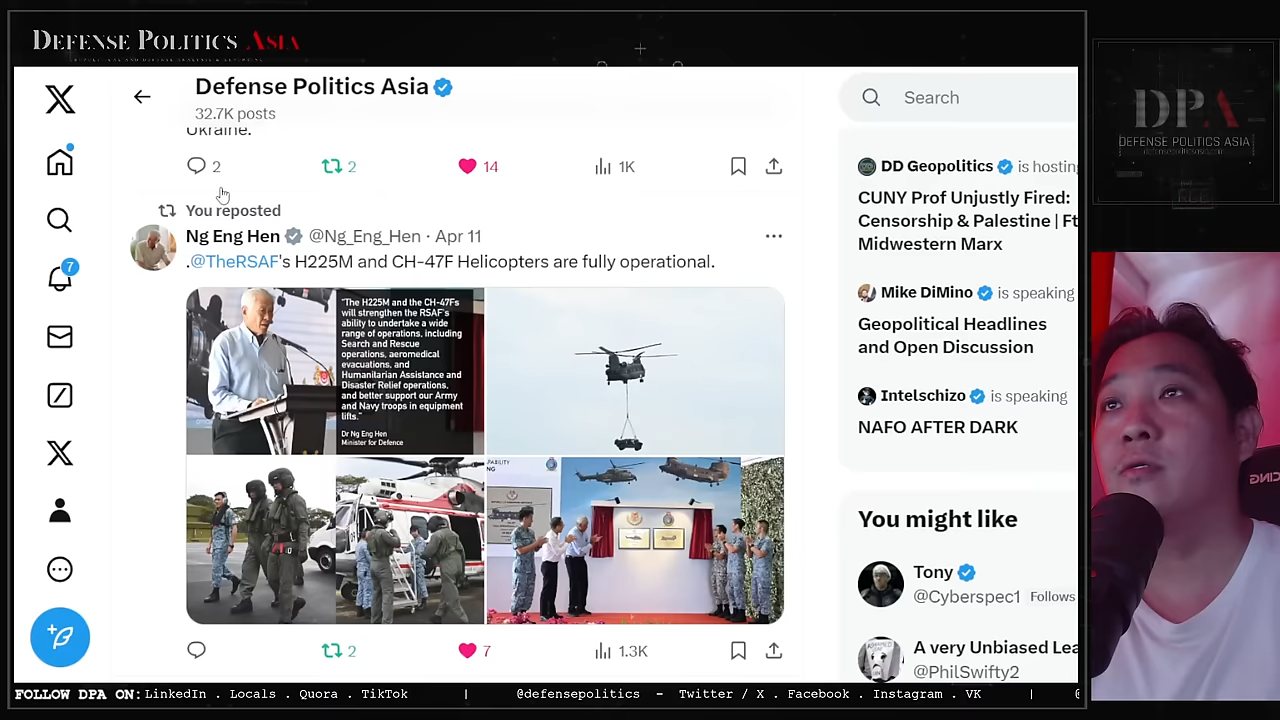 DEFENSE POLITICS ASIA
Defense Politics Asia
32.7K posts
Ukraine.
2
2
14
1K
You reposted
Ng Eng Hen @Ng_Eng_Hen · Apr 11
.@TheRSAF's H225M and CH-47F Helicopters are fully operational.
"The H225M and the CH-47Fs
will strengthen the RSAF's
ability to undertake a wide
range of operations, including
Search and Rescue
operations, aeromedical
evacuations, and
Humanitarian Assistance and
Disaster Relief operations,
and better support our Army
and Navy troops in equipment
lifts."
Dr Ng Eng Hen
Minister for Defence
2
7
1.3K
7
Search
DD Geopolitics is hosting
CUNY Prof Unjustly Fired:
Censorship & Palestine | Ft
Midwestern Marx
Mike DiMino is speaking
Geopolitical Headlines
and Open Discussion
Intelschizo is speaking
NAFO AFTER DARK
You might like
Tony
@Cyberspec1 Follows
A very Unbiased Lea
@PhilSwifty2
DPA
DEFENSE POLITICS ASIA
defensepoliticsasia.com
FOLLOW DPA ON: LinkedIn . Locals . Quora . TikTok | @defensepolitics - Twitter / X . Facebook . Instagram . VK | @